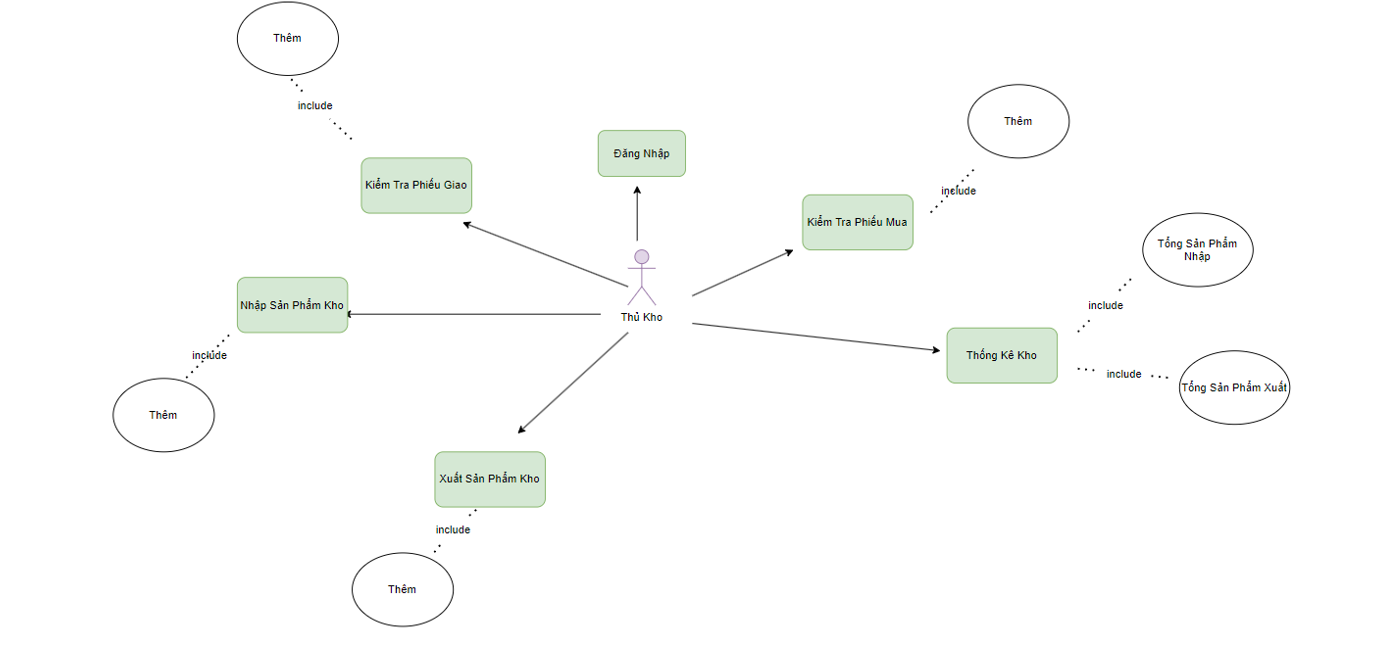 Thêm
include
Kiểm Tra Phiếu Giao
Đăng Nhập
Thêm
include
Kiểm Tra Phiếu Mua
Tổng Sản Phẩm
Nhập
include
Thống Kê Kho
include
Tổng Sản Phẩm Xuất
Thủ Kho
Nhập Sản Phẩm Kho
include
Thêm
Xuất Sản Phẩm Kho
include
Thêm